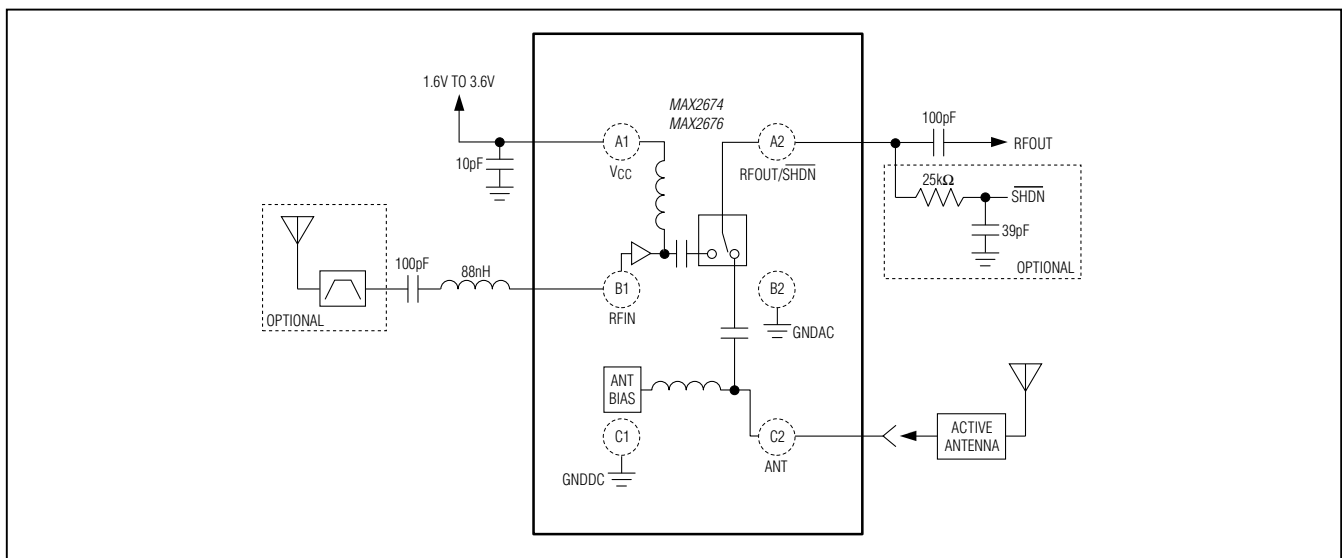 1.6V TO 3.6V
10pF
A1
VCC
MAX2674
MAX2676
A2
RFOUT/SHDN
100pF
RFOUT
25kΩ
SHDN
39pF
OPTIONAL
OPTIONAL
100pF
88nH
B1
RFIN
B2
GNDAC
ANT
BIAS
C1
GNDDC
C2
ANT
ACTIVE
ANTENNA